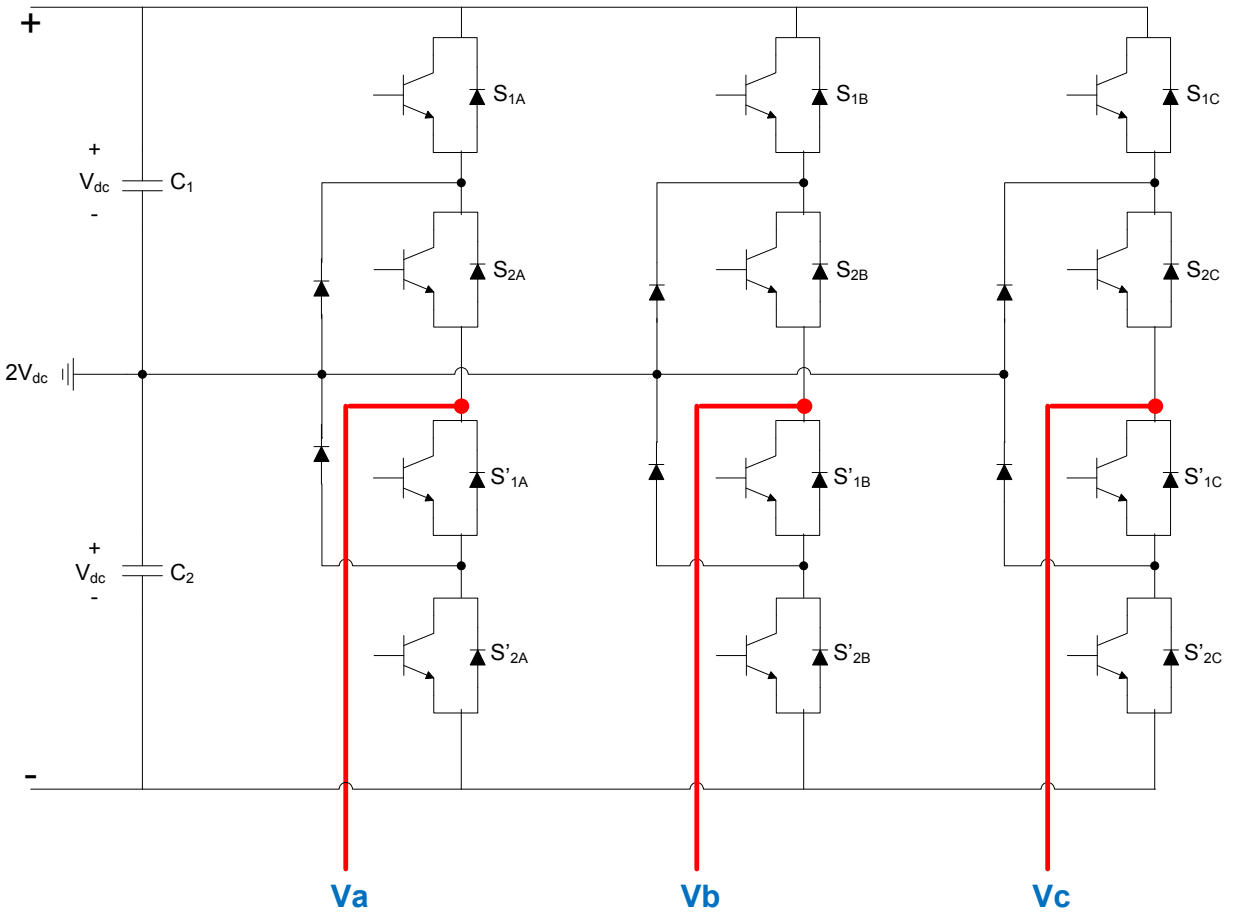 +
S1A
S1B
S1C
+
Vdc
-
C1
S2A
S2B
S2C
2Vdc
S’1A
S’1B
S’1C
+
Vdc
-
C2
S’2A
S’2B
S’2C
-
Va
Vb
Vc